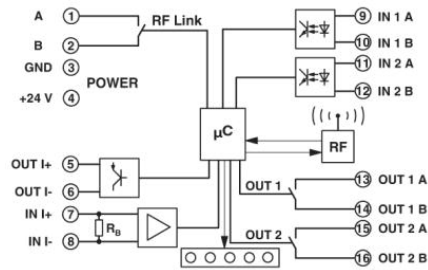 A 1 RF Link 9 IN 1 A
B 2 10 IN 1 B
GND 3 11 IN 2 A
POWER
+24 V 4 12 IN 2 B
µC RF
OUT I+ 5 13 OUT 1 A
OUT 1
OUT I- 6 14 OUT 1 B
IN I+ 7 15 OUT 2 A
RB OUT 2
IN I- 8 16 OUT 2 B